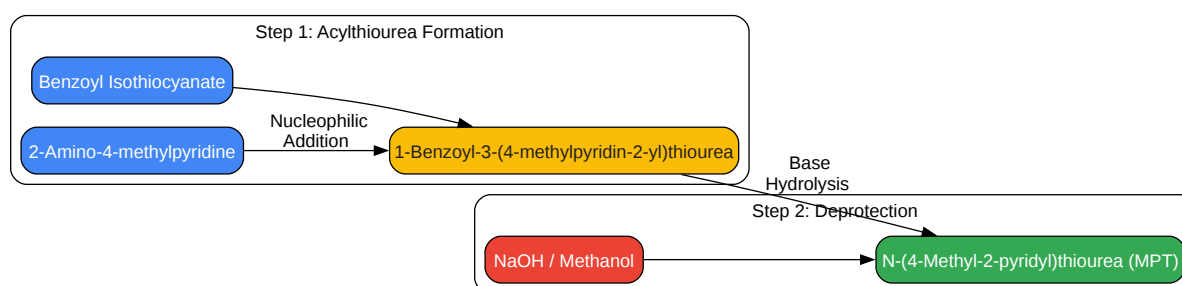 Step 1: Acylthiourea Formation
Benzoyl Isothiocyanate
2-Amino-4-methylpyridine
Nucleophilic
Addition
1-Benzoyl-3-(4-methylpyridin-2-yl)thiourea
Base
Hydrolysis
Step 2: Deprotection
NaOH / Methanol
N-(4-Methyl-2-pyridyl)thiourea (MPT)